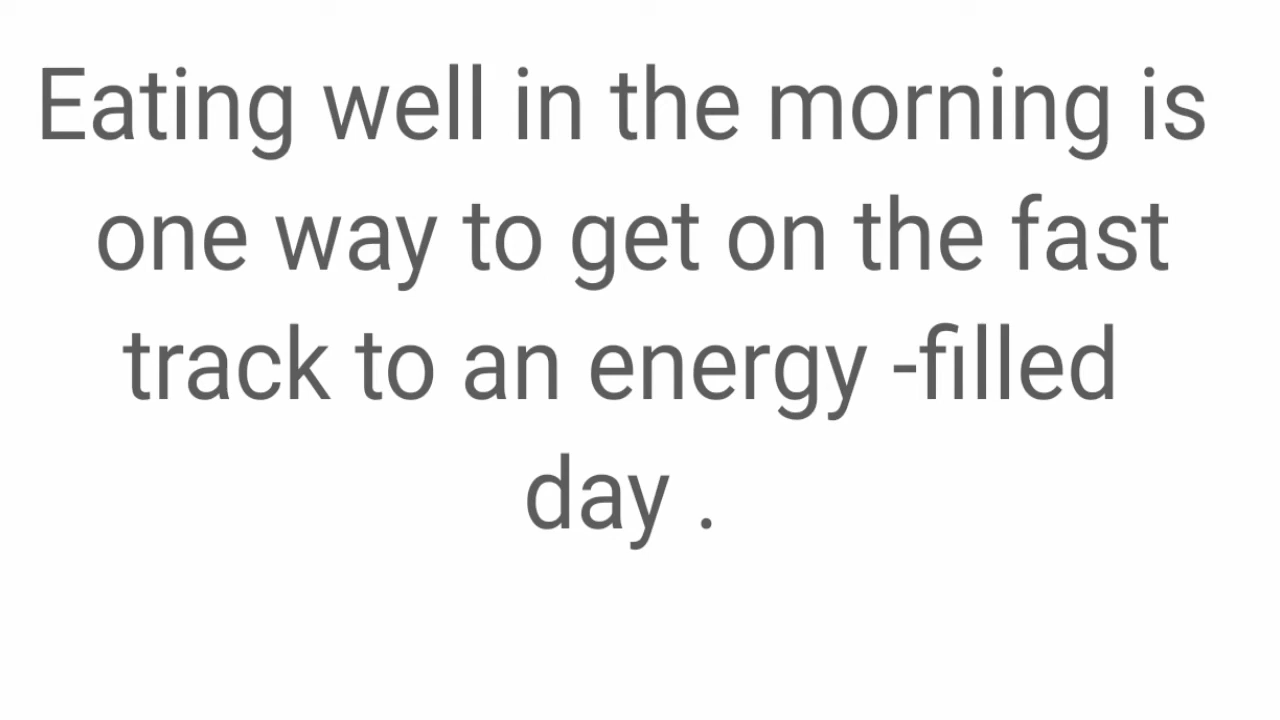 Eating well in the morning is
one way to get on the fast
track to an energy -filled
day .